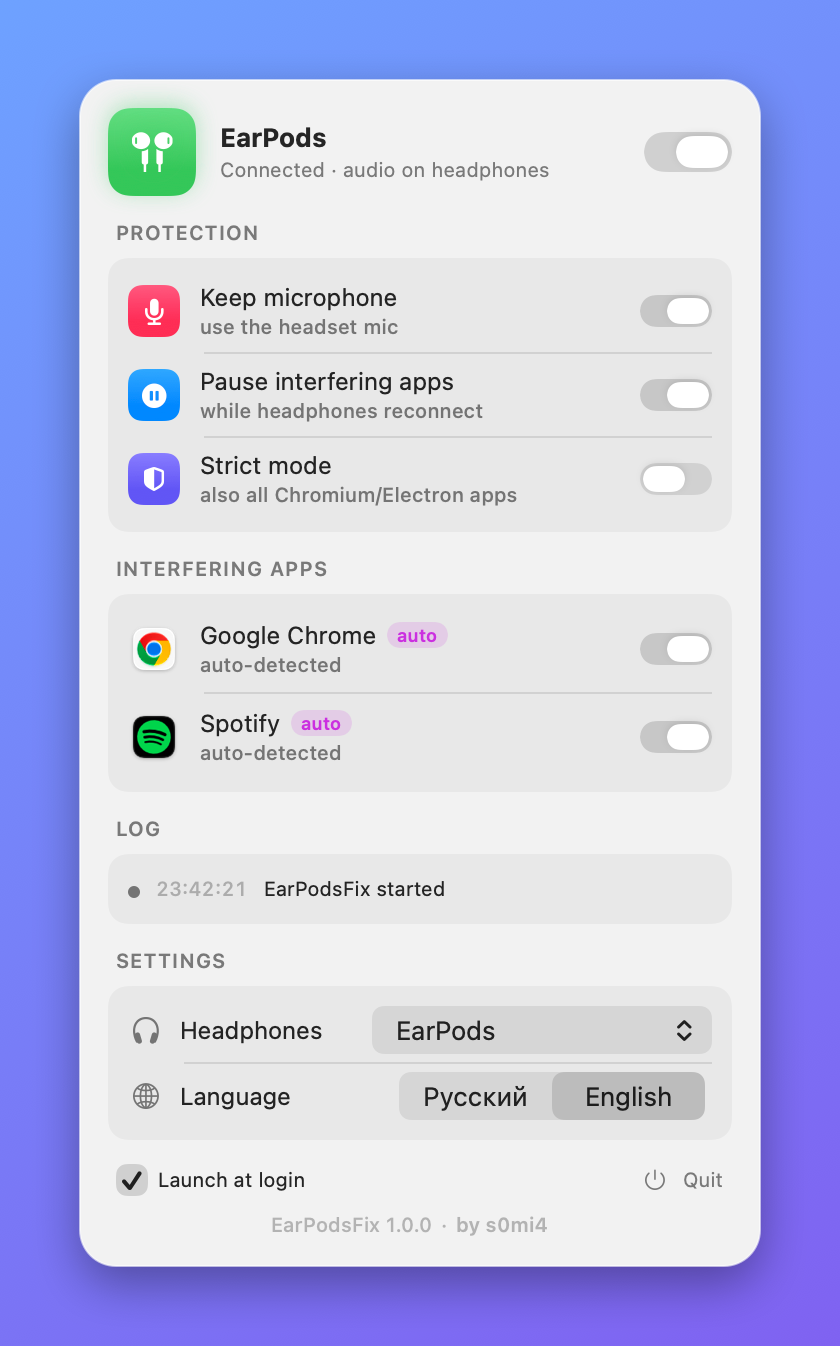 EarPods
Connected · audio on headphones
PROTECTION
Keep microphone
use the headset mic
Pause interfering apps
while headphones reconnect
Strict mode
also all Chromium/Electron apps
INTERFERING APPS
Google Chrome auto
auto-detected
Spotify auto
auto-detected
LOG
23:42:21 EarPodsFix started
SETTINGS
Headphones EarPods
Language Русский English
Launch at login Quit
EarPodsFix 1.0.0 · by s0mi4